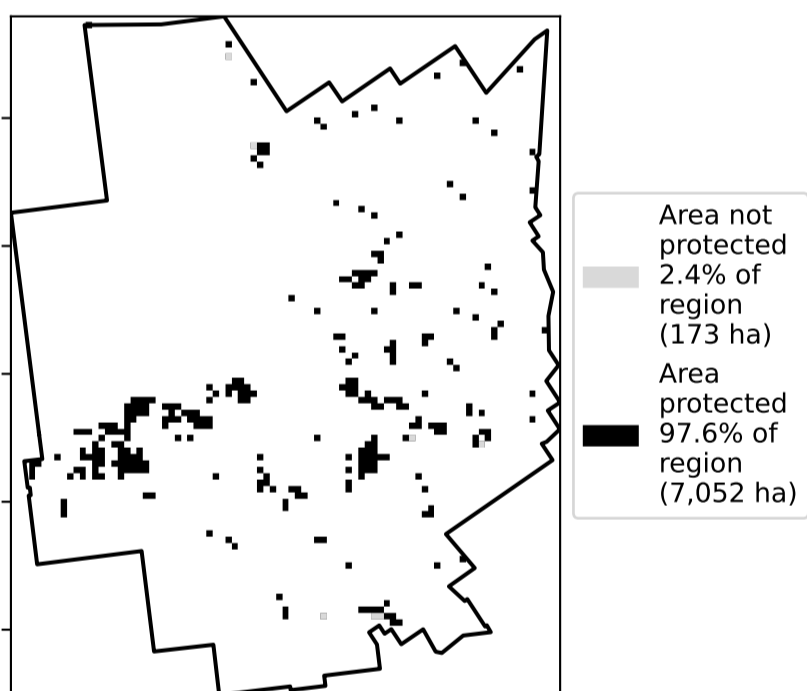 Area not
protected
2.4% of
region
(173 ha)
Area
protected
97.6% of
region
(7,052 ha)